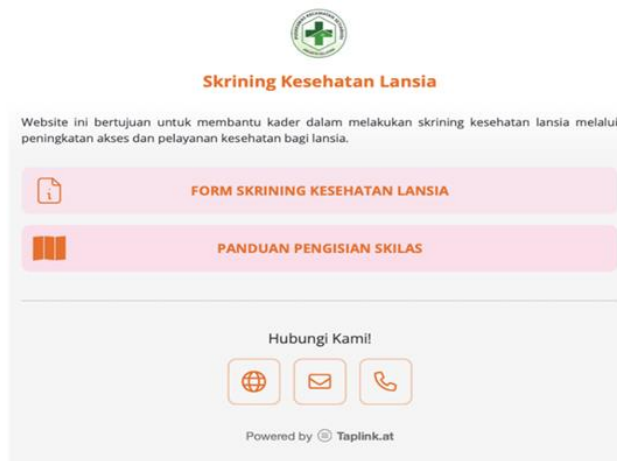 Skrining Kesehatan Lansia
Website ini bertujuan untuk membantu kader dalam melakukan skrining kesehatan lansia melalui
peningkatan akses dan pelayanan kesehatan bagi lansia.
FORM SKRINING KESEHATAN LANSIA
PANDUAN PENGISIAN SKILAS
Hubungi Kami!
Powered by Taplink.at